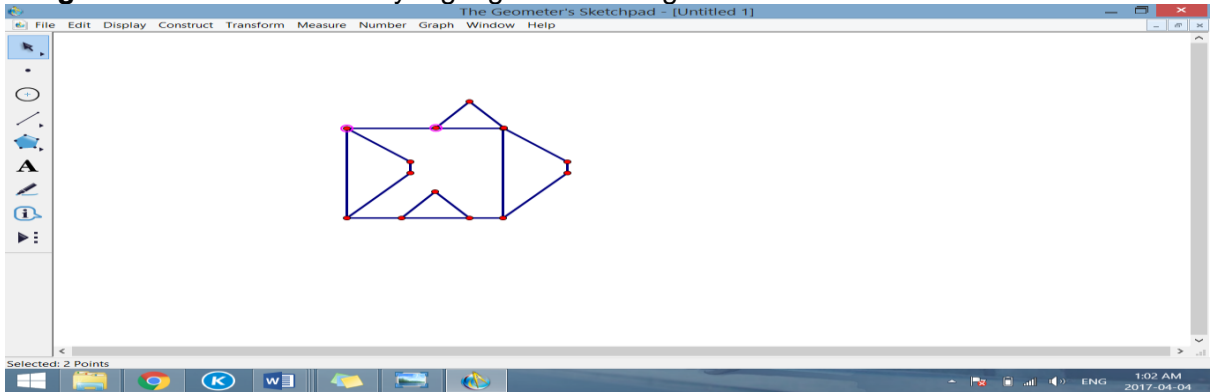 The Geometer's Sketchpad - [Untitled 1]
File Edit Display Construct Transform Measure Number Graph Window Help
A
Selected: 2 Points
K
W
ENG
1:02 AM
2017-04-04